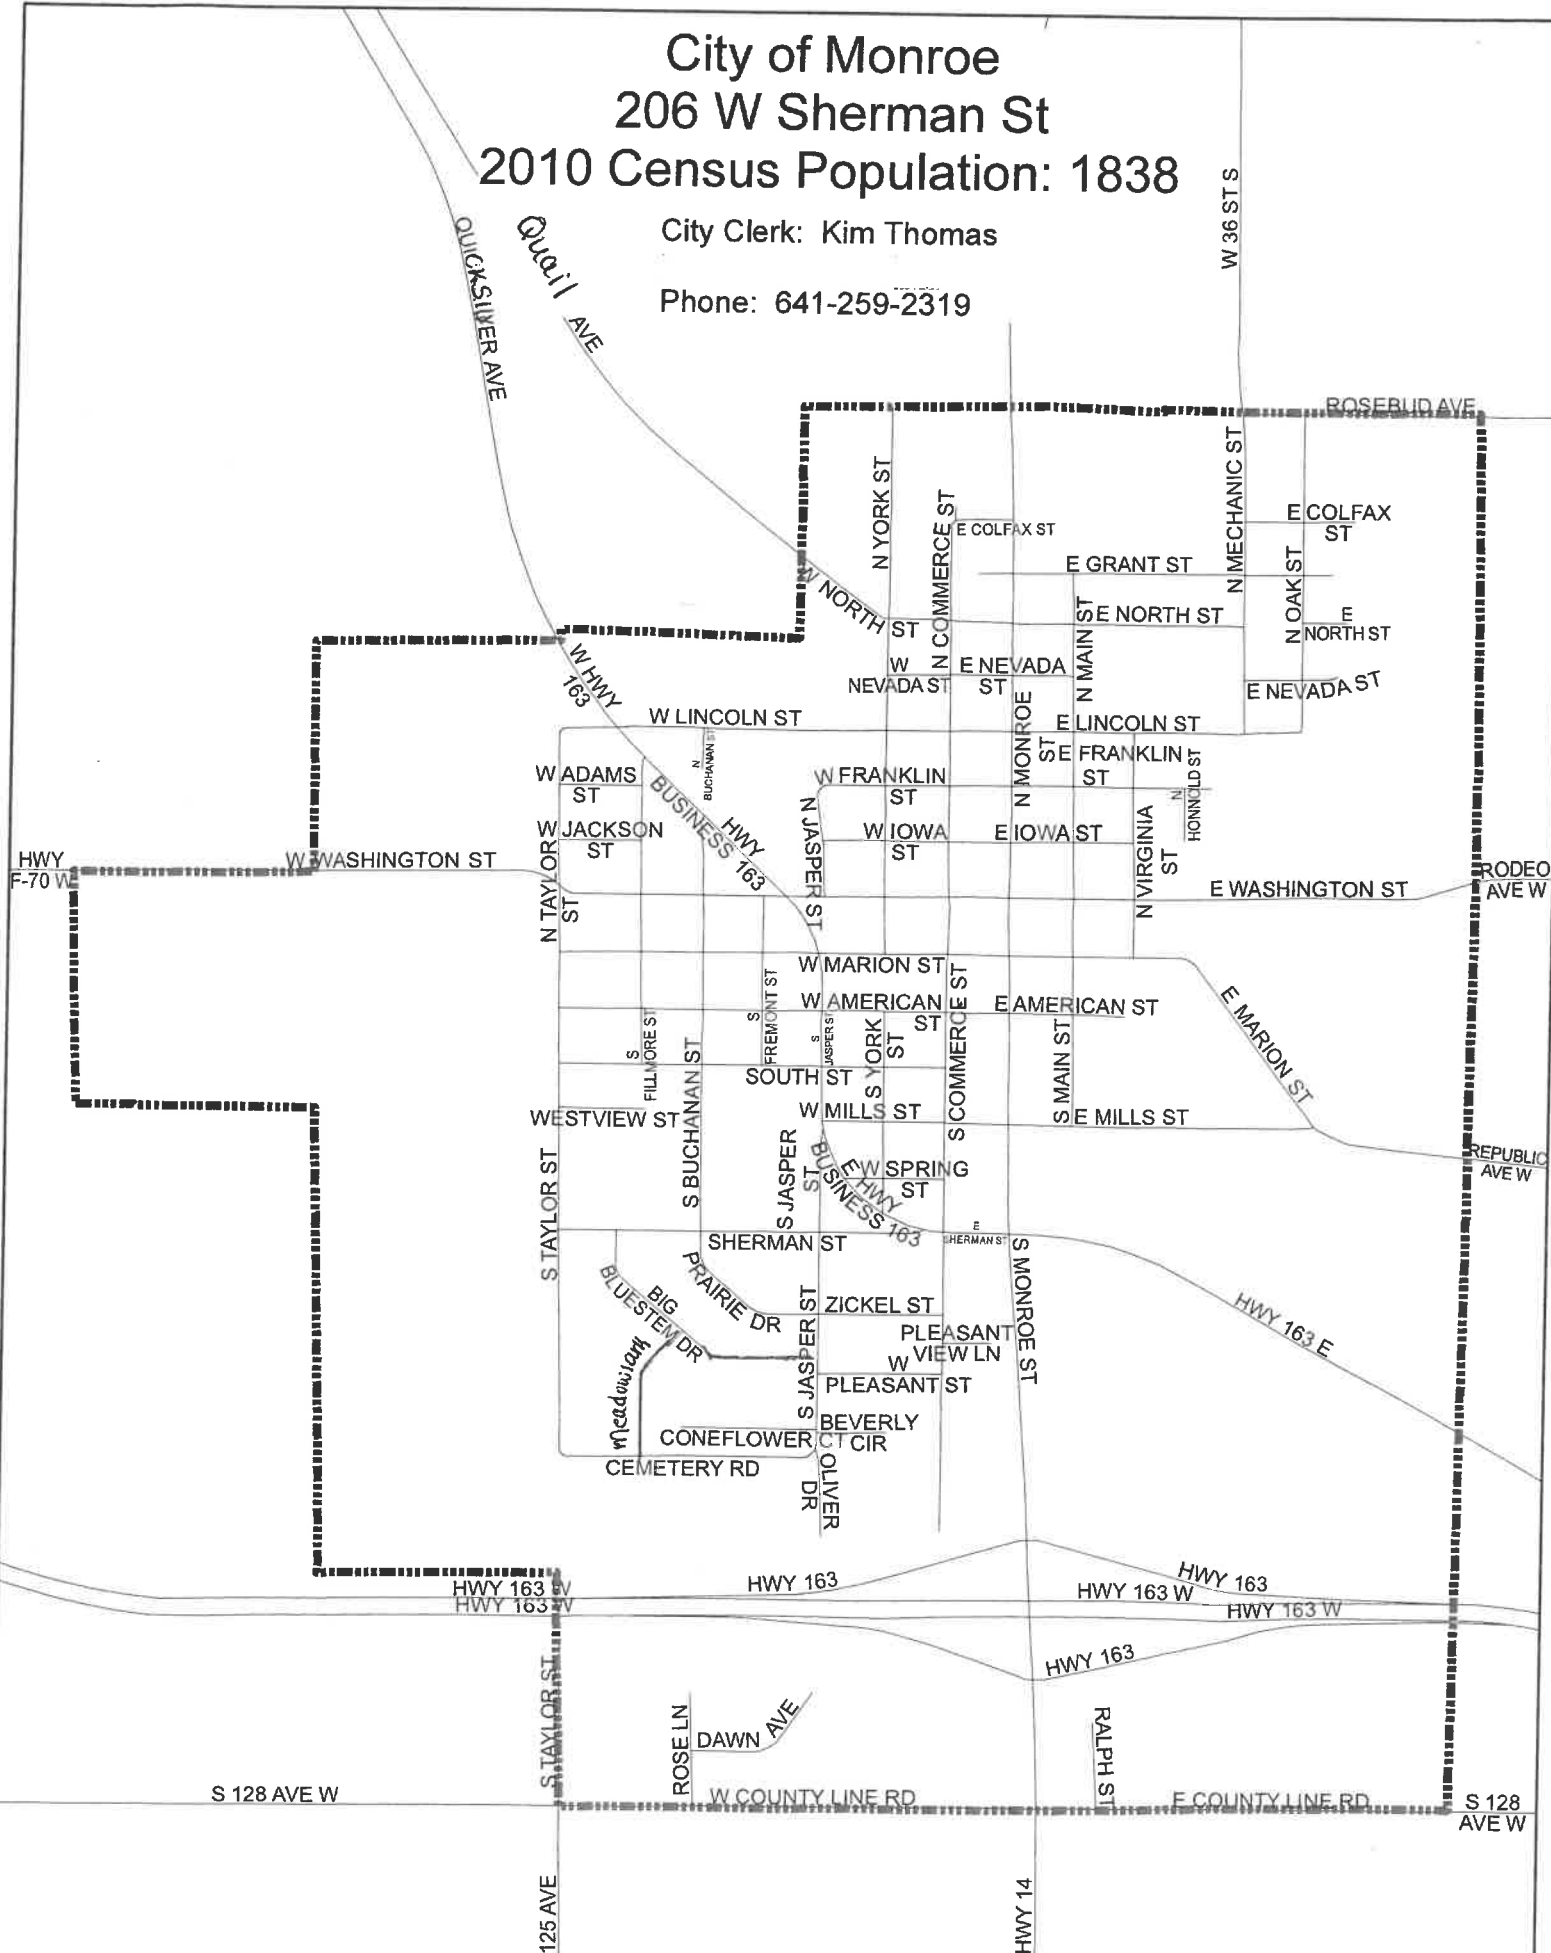 City of Monroe
206 W Sherman St
2010 Census Population: 1838
City Clerk: Kim Thomas
Phone: 641-259-2319
W 36 ST S
QUICKSILVER AVE
Quail AVE
ROSEBUD AVE
N YORK ST
N COMMERCE ST
E COLFAX ST
N MECHANIC ST
E COLFAX
ST
E GRANT ST
N OAK ST
W NORTH
ST
N MAIN ST
E NORTH ST
E
NORTH ST
W HWY
163
W
NEVADA ST
E NEVADA
ST
E NEVADA ST
W LINCOLN ST
N MONROE
ST
E LINCOLN ST
N
BUCHANAN ST
W ADAMS
ST
BUSINESS
HWY
163
W FRANKLIN
ST
E FRANKLIN
ST
N
HONNOLD ST
W JACKSON
ST
N JASPER ST
W IOWA
ST
E IOWA ST
N VIRGINIA
ST
HWY
F-70 W
W WASHINGTON ST
N TAYLOR
ST
E WASHINGTON ST
RODEO
AVE W
W MARION ST
S COMMERCE ST
W AMERICAN
ST
E AMERICAN ST
E MARION ST
S
FILLMORE ST
S
FREMONT ST
S
JASPER ST
S YORK
ST
S MAIN ST
SOUTH ST
S BUCHANAN ST
WESTVIEW ST
W MILLS ST
E MILLS ST
REPUBLIC
AVE W
S TAYLOR ST
S JASPER
ST
E HWY
BUSINESS 163
W SPRING
ST
SHERMAN ST
E
SHERMAN ST
S MONROE ST
BIG
BLUESTEM DR
PRAIRIE DR
S JASPER ST
ZICKEL ST
HWY 163 E
PLEASANT
VIEW LN
W
PLEASANT ST
Meadowlark
BEVERLY
CIR
CONEFLOWER CT
CEMETERY RD
OLIVER
DR
HWY 163 W
HWY 163 W
HWY 163
HWY 163
HWY 163 W
HWY 163 W
HWY 163
S TAYLOR ST
ROSE LN
DAWN AVE
RALPH ST
S 128 AVE W
W COUNTY LINE RD
E COUNTY LINE RD
S 128
AVE W
125 AVE
HWY 14